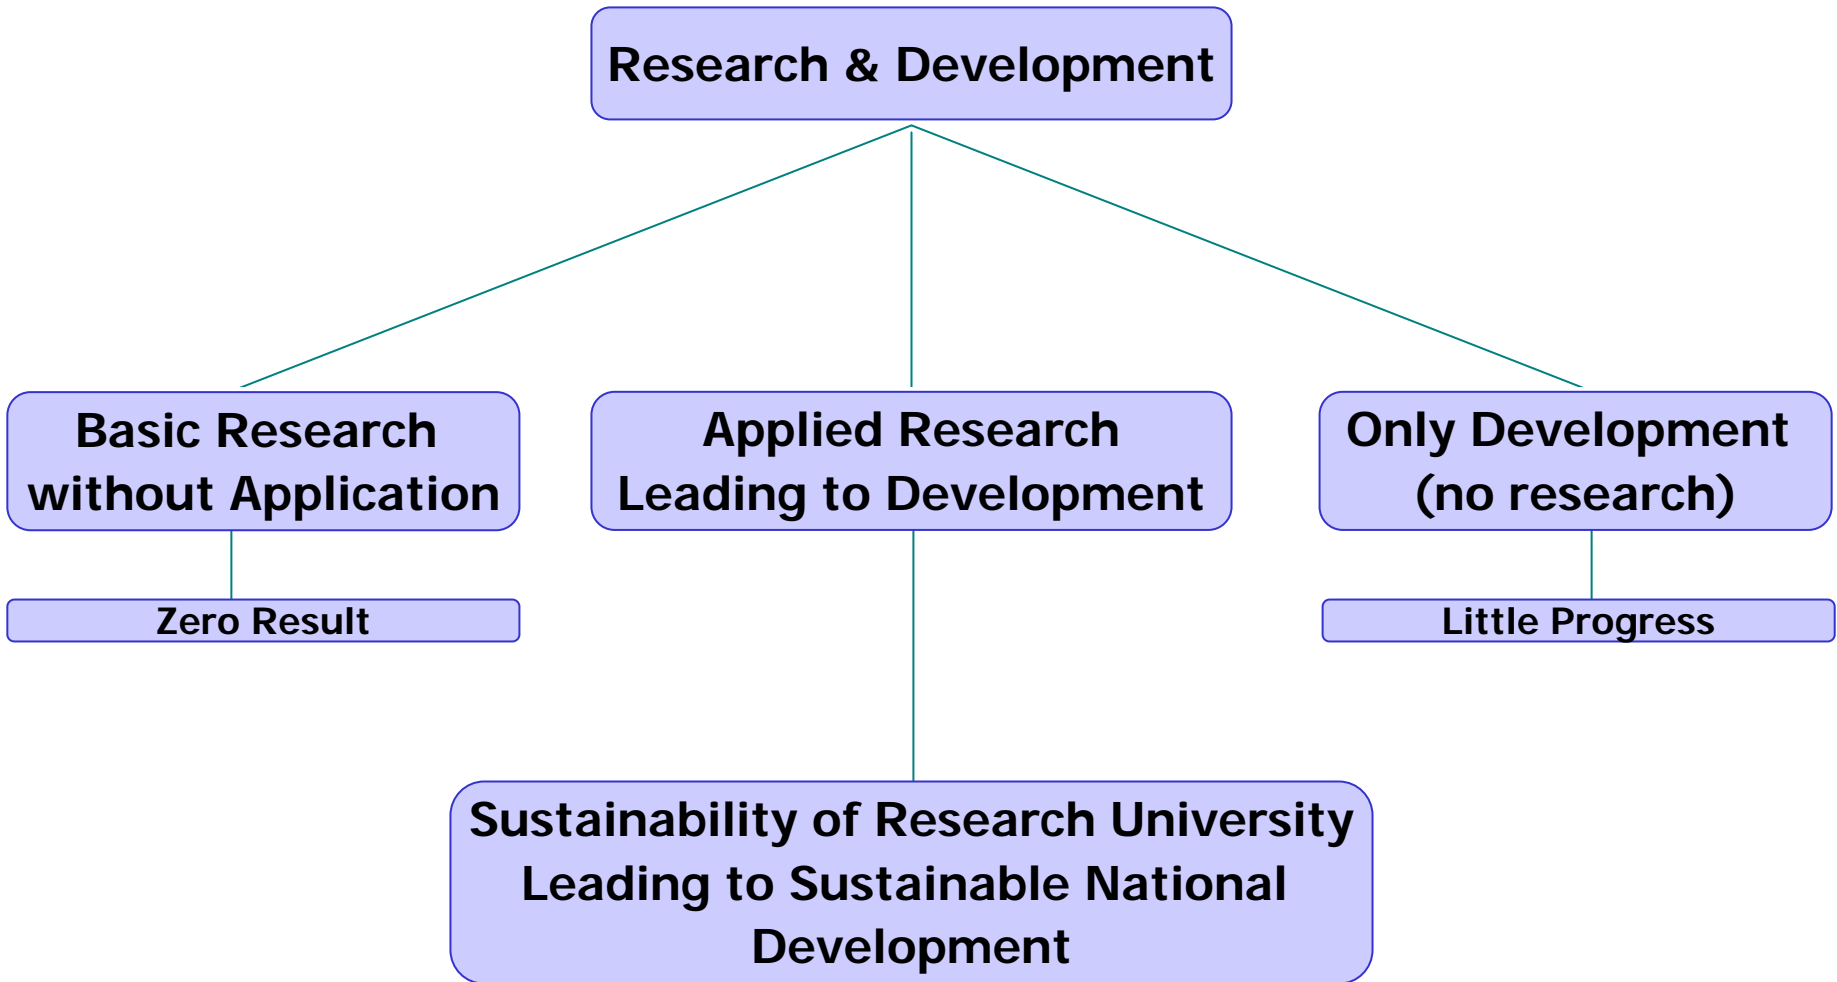 Research & Development
Basic Research
without Application
Applied Research
Leading to Development
Only Development
(no research)
Zero Result
Little Progress
Sustainability of Research University
Leading to Sustainable National
Development